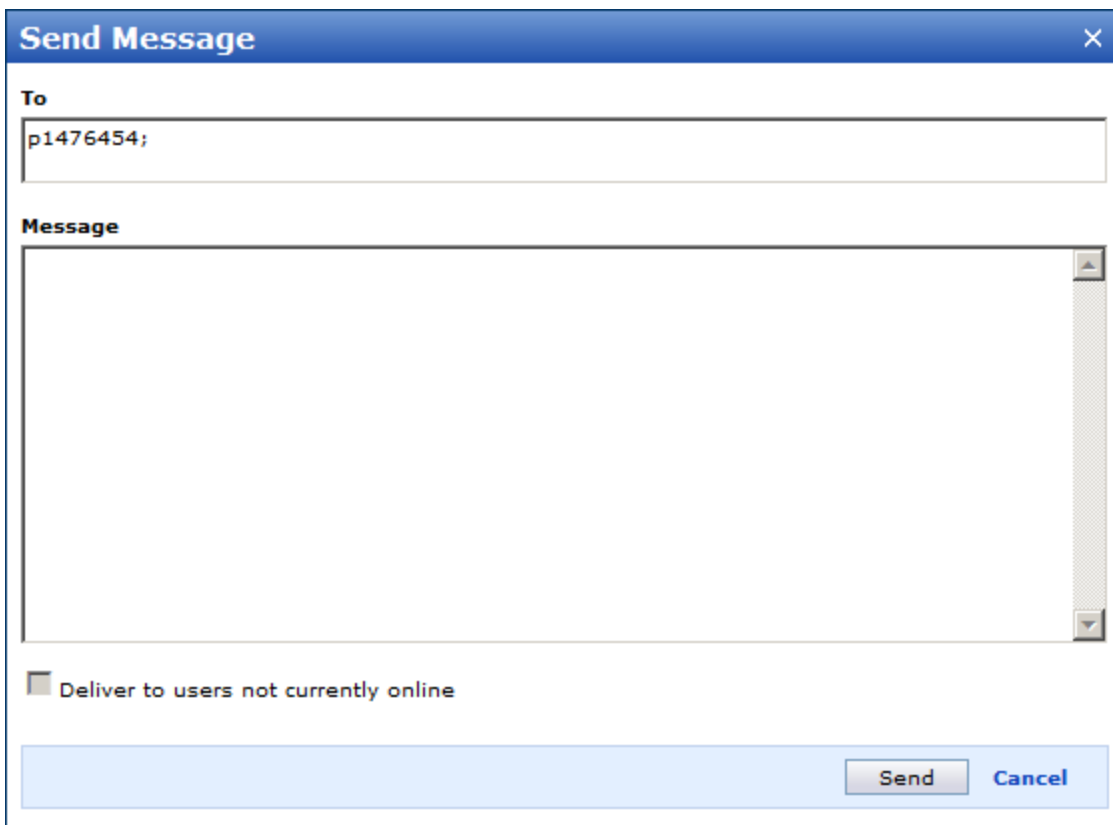 Send Message
To
p1476454;
Message
Deliver to users not currently online
Send Cancel